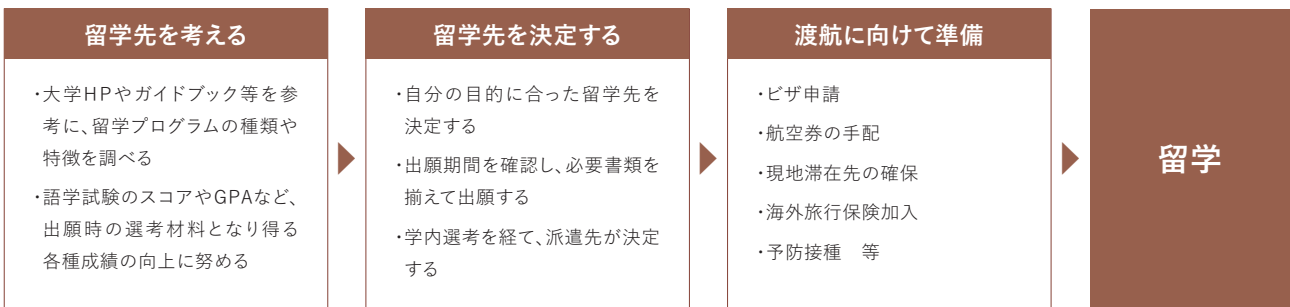 留学先を考える
・大学HPやガイドブック等を参
考に、留学プログラムの種類や
特徴を調べる
・語学試験のスコアやGPAなど、
出願時の選考材料となり得る
各種成績の向上に努める
留学先を決定する
・自分の目的に合った留学先を
決定する
・出願期間を確認し、必要書類を
揃えて出願する
・学内選考を経て、派遣先が決定
する
渡航に向けて準備
・ビザ申請
・航空券の手配
・現地滞在先の確保
・海外旅行保険加入
・予防接種　等
留学